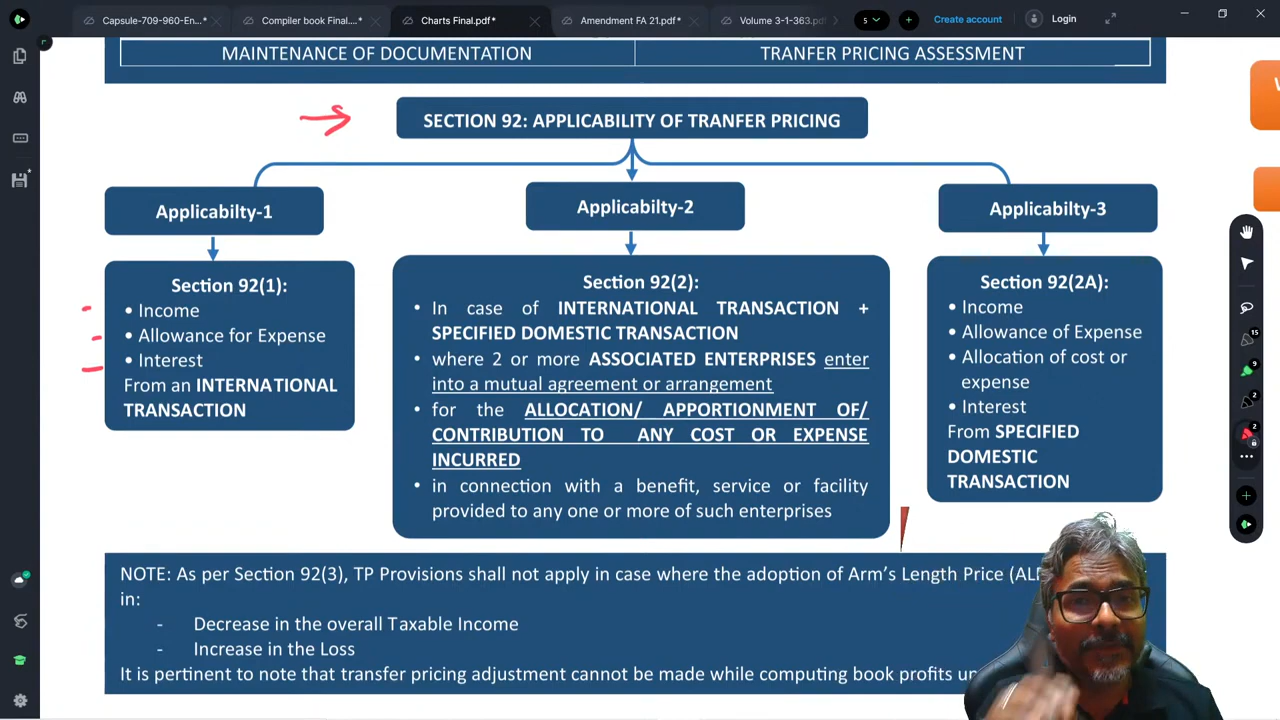 Capsule-709-960-En...*
Compiler book Final....*
Charts Final.pdf*
Amendment FA 21.pdf*
Volume 3-1-363.pdf
5
Create account
Login
MAINTENANCE OF DOCUMENTATION
TRANFER PRICING ASSESSMENT
SECTION 92: APPLICABILITY OF TRANFER PRICING
Applicabilty-1
Applicabilty-2
Applicabilty-3
Section 92(1):
• Income
• Allowance for Expense
• Interest
From an INTERNATIONAL
TRANSACTION
Section 92(2):
• In case of INTERNATIONAL TRANSACTION +
SPECIFIED DOMESTIC TRANSACTION
• where 2 or more ASSOCIATED ENTERPRISES enter
into a mutual agreement or arrangement
• for the ALLOCATION/ APPORTIONMENT OF/
CONTRIBUTION TO ANY COST OR EXPENSE
INCURRED
• in connection with a benefit, service or facility
provided to any one or more of such enterprises
Section 92(2A):
• Income
• Allowance of Expense
• Allocation of cost or
expense
• Interest
From SPECIFIED
DOMESTIC
TRANSACTION
NOTE: As per Section 92(3), TP Provisions shall not apply in case where the adoption of Arm's Length Price
in:
- Decrease in the overall Taxable Income
- Increase in the Loss
It is pertinent to note that transfer pricing adjustment cannot be made while computing book profits
15
2
2